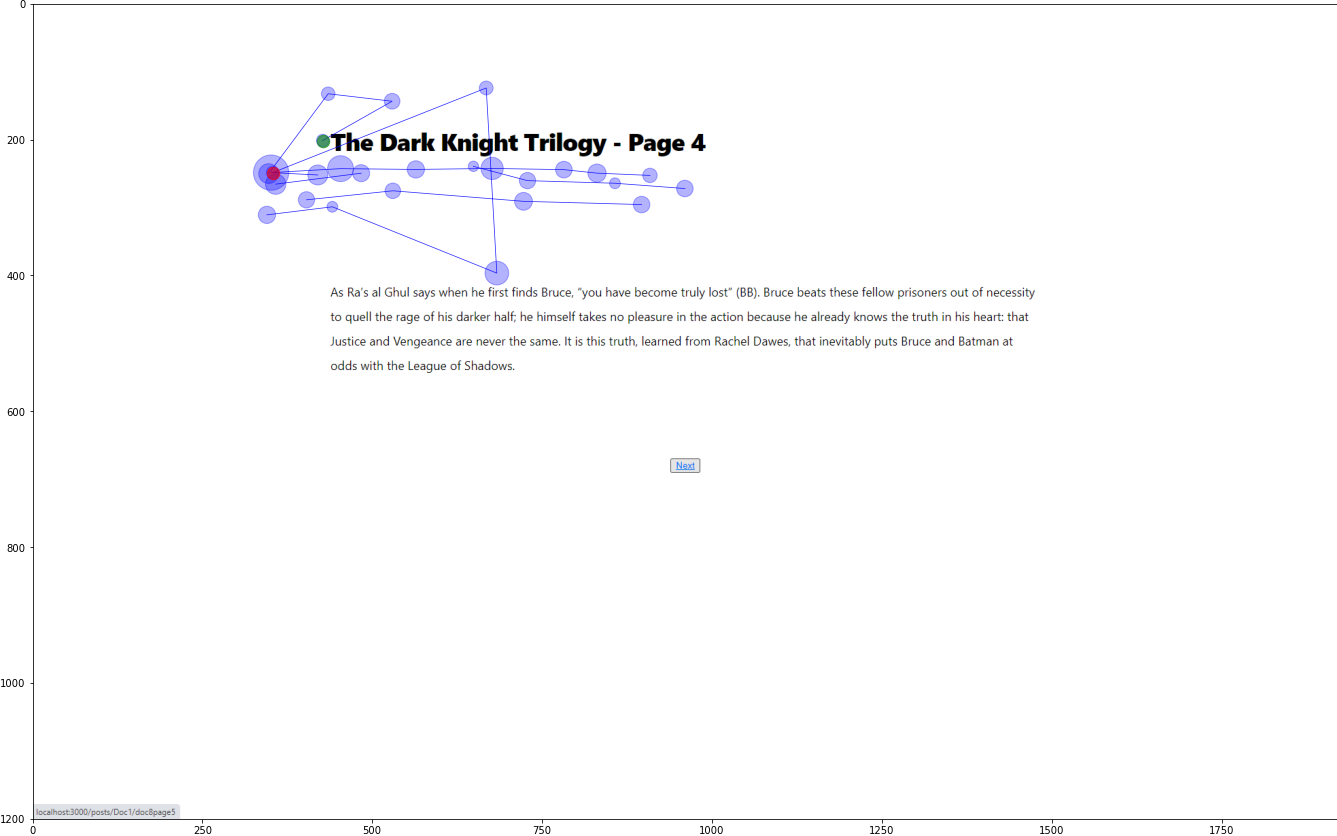 0
200
The Dark Knight Trilogy - Page 4
400
As Ra's al Ghul says when he first finds Bruce, "you have become truly lost" (BB). Bruce beats these fellow prisoners out of necessity
to quell the rage of his darker half; he himself takes no pleasure in the action because he already knows the truth in his heart: that
Justice and Vengeance are never the same. It is this truth, learned from Rachel Dawes, that inevitably puts Bruce and Batman at
odds with the League of Shadows.
600
Next
800
1000
localhost:3000/posts/Doc1/doc8page5
1200
0 250 500 750 1000 1250 1500 1750